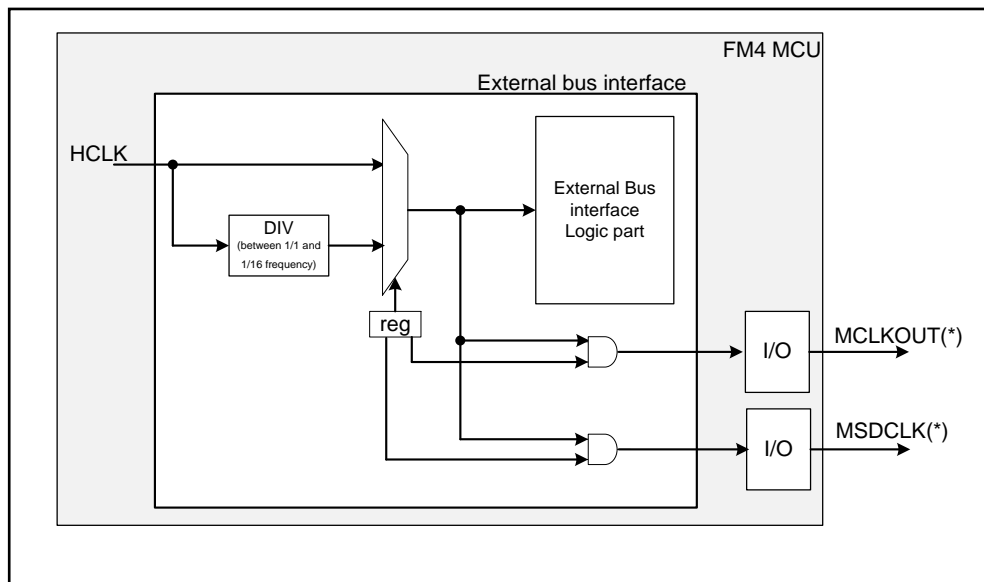 FM4 MCU
External bus interface
HCLK
External Bus
interface
Logic part
DIV
(between 1/1 and
1/16 frequency)
reg
I/O
MCLKOUT(*)
I/O
MSDCLK(*)